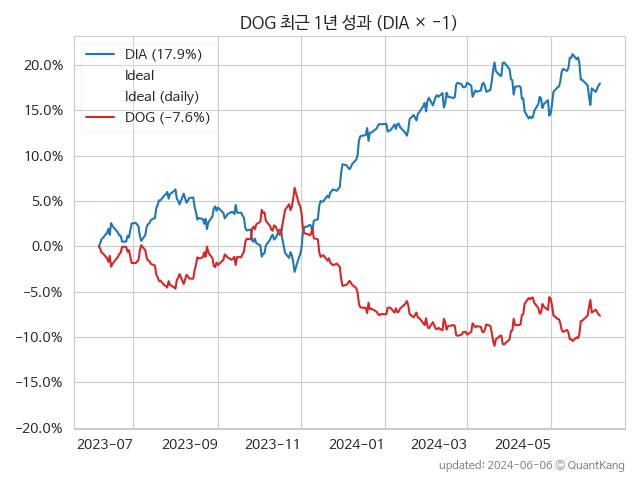 DOG 최근 1년 성과 (DIA × −1)
DIA (17.9%)
Ideal
Ideal (daily)
DOG (−7.6%)
20.0%
15.0%
10.0%
5.0%
0.0%
−5.0%
−10.0%
−15.0%
−20.0%
2023−07 2023−09 2023−11 2024−01 2024−03 2024−05
updated: 2024−06−06 © QuantKang